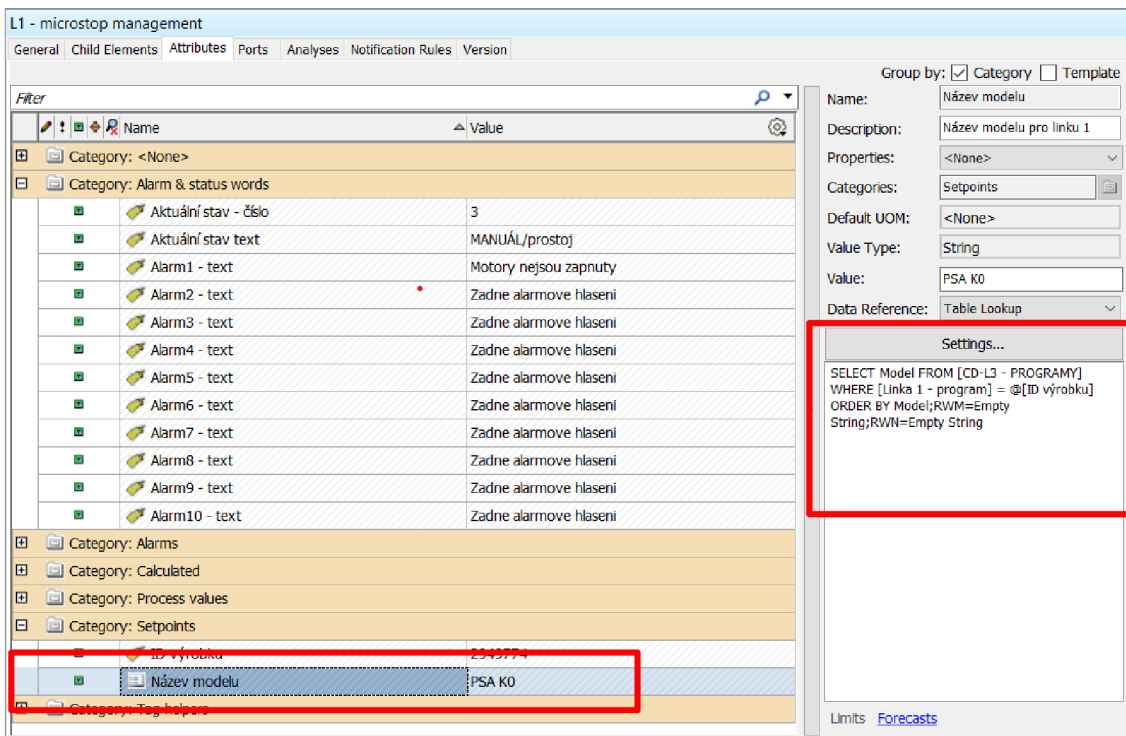 L1 - microstop management
General Child Elements Attributes Ports Analyses Notification Rules Version
Group by: Category Template
Filter
Name Value
Category: <None>
Category: Alarm & status words
Aktuální stav - číslo 3
Aktuální stav text MANUÁL/prostoj
Alarm1 - text Motory nejsou zapnuty
Alarm2 - text Zadne alarmove hlaseni
Alarm3 - text Zadne alarmove hlaseni
Alarm4 - text Zadne alarmove hlaseni
Alarm5 - text Zadne alarmove hlaseni
Alarm6 - text Zadne alarmove hlaseni
Alarm7 - text Zadne alarmove hlaseni
Alarm8 - text Zadne alarmove hlaseni
Alarm9 - text Zadne alarmove hlaseni
Alarm10 - text Zadne alarmove hlaseni
Category: Alarms
Category: Calculated
Category: Process values
Category: Setpoints
ID výrobku 2949774
Název modelu PSA K0
Category: Tag helpers
Name: Název modelu
Description: Název modelu pro linku 1
Properties: <None>
Categories: Setpoints
Default UOM: <None>
Value Type: String
Value: PSA K0
Data Reference: Table Lookup
Settings...
SELECT Model FROM [CD-L3 - PROGRAMY]
WHERE [Linka 1 - program] = @[ID výrobku]
ORDER BY Model;RWM=Empty
String;RWN=Empty String
Limits Forecasts